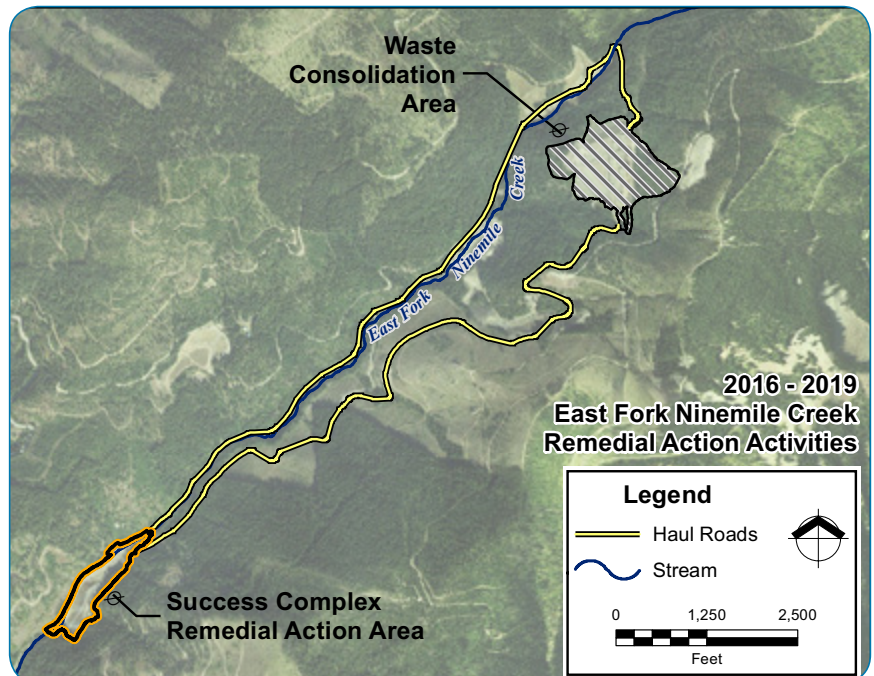 Waste
Consolidation
Area
East Fork Ninemile Creek
2016 - 2019
East Fork Ninemile Creek
Remedial Action Activities
Legend
Haul Roads
Stream
0 1,250 2,500
Feet
Success Complex
Remedial Action Area